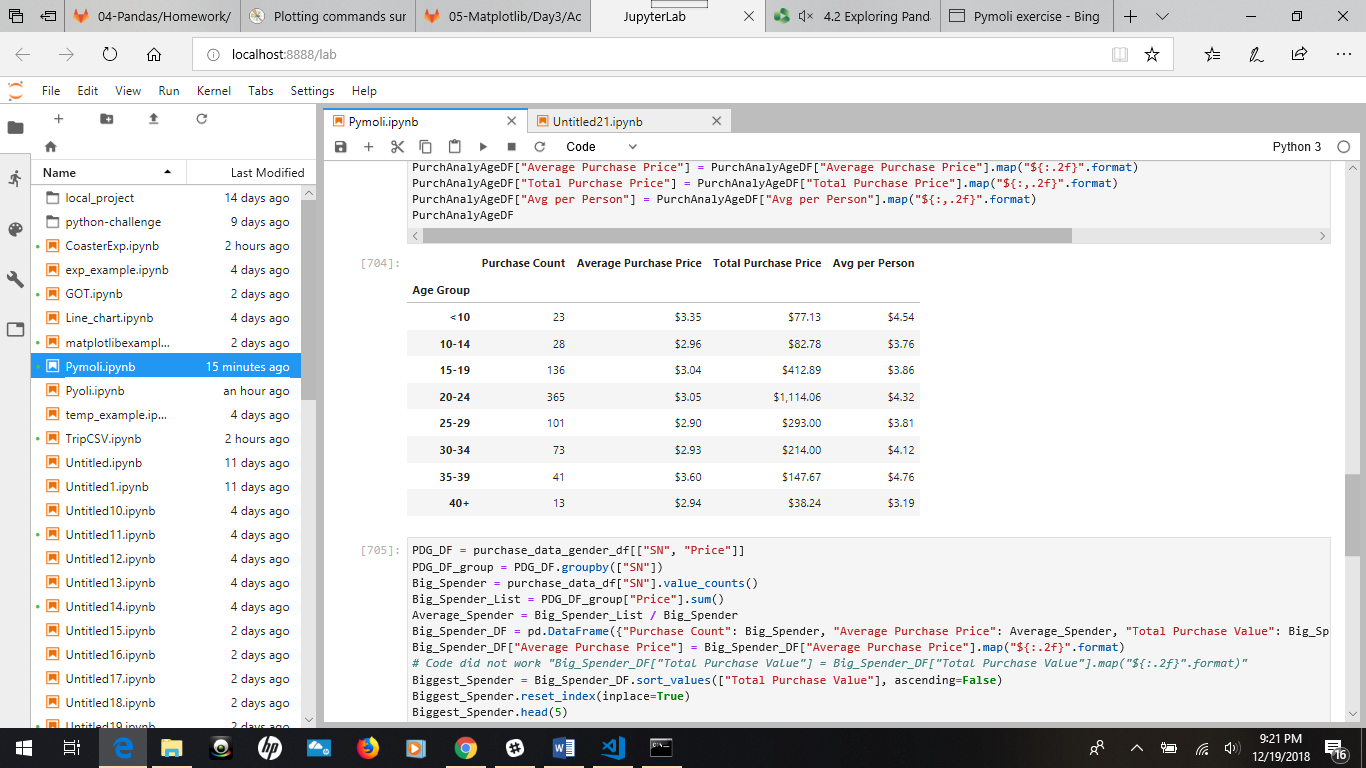 04-Pandas/Homework/
Plotting commands sur
05-Matplotlib/Day3/Ac
JupyterLab
4.2 Exploring Pand
Pymoli exercise - Bing
localhost:8888/lab
File Edit View Run Kernel Tabs Settings Help
Pymoli.ipynb
Untitled21.ipynb
Code
Python 3
Name Last Modified
local_project 14 days ago
python-challenge 9 days ago
CoasterExp.ipynb 2 hours ago
exp_example.ipynb 4 days ago
GOT.ipynb 2 days ago
Line_chart.ipynb 4 days ago
matplotlibexampl... 2 days ago
Pymoli.ipynb 15 minutes ago
Pyoli.ipynb an hour ago
temp_example.ip... 4 days ago
TripCSV.ipynb 2 hours ago
Untitled.ipynb 11 days ago
Untitled1.ipynb 11 days ago
Untitled10.ipynb 4 days ago
Untitled11.ipynb 4 days ago
Untitled12.ipynb 4 days ago
Untitled13.ipynb 4 days ago
Untitled14.ipynb 4 days ago
Untitled15.ipynb 2 days ago
Untitled16.ipynb 2 days ago
Untitled17.ipynb 2 days ago
Untitled18.ipynb 2 days ago
Untitled19.ipynb 2 days ago
PurchAnalyAgeDF["Average Purchase Price"] = PurchAnalyAgeDF["Average Purchase Price"].map("${:.2f}".format)
PurchAnalyAgeDF["Total Purchase Price"] = PurchAnalyAgeDF["Total Purchase Price"].map("${:,.2f}".format)
PurchAnalyAgeDF["Avg per Person"] = PurchAnalyAgeDF["Avg per Person"].map("${:,.2f}".format)
PurchAnalyAgeDF
[704]:
Purchase Count Average Purchase Price Total Purchase Price Avg per Person
Age Group
<10 23 $3.35 $77.13 $4.54
10-14 28 $2.96 $82.78 $3.76
15-19 136 $3.04 $412.89 $3.86
20-24 365 $3.05 $1,114.06 $4.32
25-29 101 $2.90 $293.00 $3.81
30-34 73 $2.93 $214.00 $4.12
35-39 41 $3.60 $147.67 $4.76
40+ 13 $2.94 $38.24 $3.19
[705]:
PDG_DF = purchase_data_gender_df[["SN", "Price"]]
PDG_DF_group = PDG_DF.groupby(["SN"])
Big_Spender = purchase_data_df["SN"].value_counts()
Big_Spender_List = PDG_DF_group["Price"].sum()
Average_Spender = Big_Spender_List / Big_Spender
Big_Spender_DF = pd.DataFrame({"Purchase Count": Big_Spender, "Average Purchase Price": Average_Spender, "Total Purchase Value": Big_Sp
Big_Spender_DF["Average Purchase Price"] = Big_Spender_DF["Average Purchase Price"].map("${:.2f}".format)
# Code did not work "Big_Spender_DF["Total Purchase Value"] = Big_Spender_DF["Total Purchase Value"].map("${:.2f}".format)"
Biggest_Spender = Big_Spender_DF.sort_values(["Total Purchase Value"], ascending=False)
Biggest_Spender.reset_index(inplace=True)
Biggest_Spender.head(5)
9:21 PM
12/19/2018
16